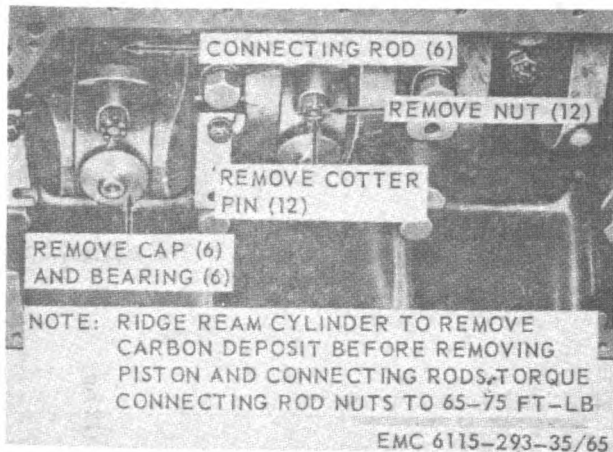 CONNECTING ROD (6)
REMOVE NUT (12)
REMOVE COTTER
PIN (12)
REMOVE CAP (6)
AND BEARING (6)
NOTE: RIDGE REAM CYLINDER TO REMOVE
CARBON DEPOSIT BEFORE REMOVING
PISTON AND CONNECTING RODS. TORQUE
CONNECTING ROD NUTS TO 65-75 FT-LB
EMC 6115-293-35/65